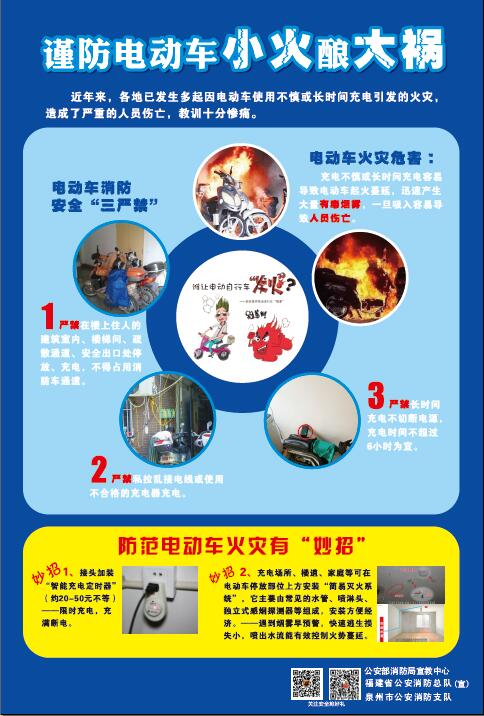 谨防电动车小火酿大祸
近年来，各地已发生多起因电动车使用不慎或长时间充电引发的火灾，
造成了严重的人员伤亡，教训十分惨痛。
电动车消防
安全“三严禁”
电动车火灾危害：
充电不慎或长时间充电容易
导致电动车起火蔓延，迅速产生
大量有毒烟雾，一旦吸入容易导
致人员伤亡。
谁让电动自行车“发火”？
1 严禁在楼上住人的
建筑室内、楼梯间、疏
散通道、安全出口处停
放、充电，不得占用消
防车通道。
2 严禁私拉乱接电线或使用
不合格的充电器充电。
3 严禁长时间
充电不切断电源，
充电时间不超过
6小时为宜。
防范电动车火灾有“妙招”
妙招1、接头加装
“智能充电定时器”
（约20-50元不等）
——限时充电，充
满断电。
妙招2、充电场所、楼道、家庭等可在
电动车停放部位上方安装“简易灭火系
统”，它主要由常见的水管、喷淋头、
独立式感烟探测器等组成，安装方便经
济。——遇到烟雾早预警，快速逃生损
失小，喷出水流能有效控制火势蔓延。
公安部消防局宣教中心
福建省公安消防总队（宣）
泉州市公安消防支队
关注安全抢好礼